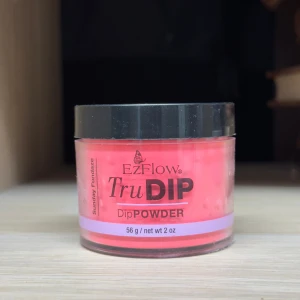 EzFlow®
TruDIP
DipPOWDER
56 g / net wt 2 oz